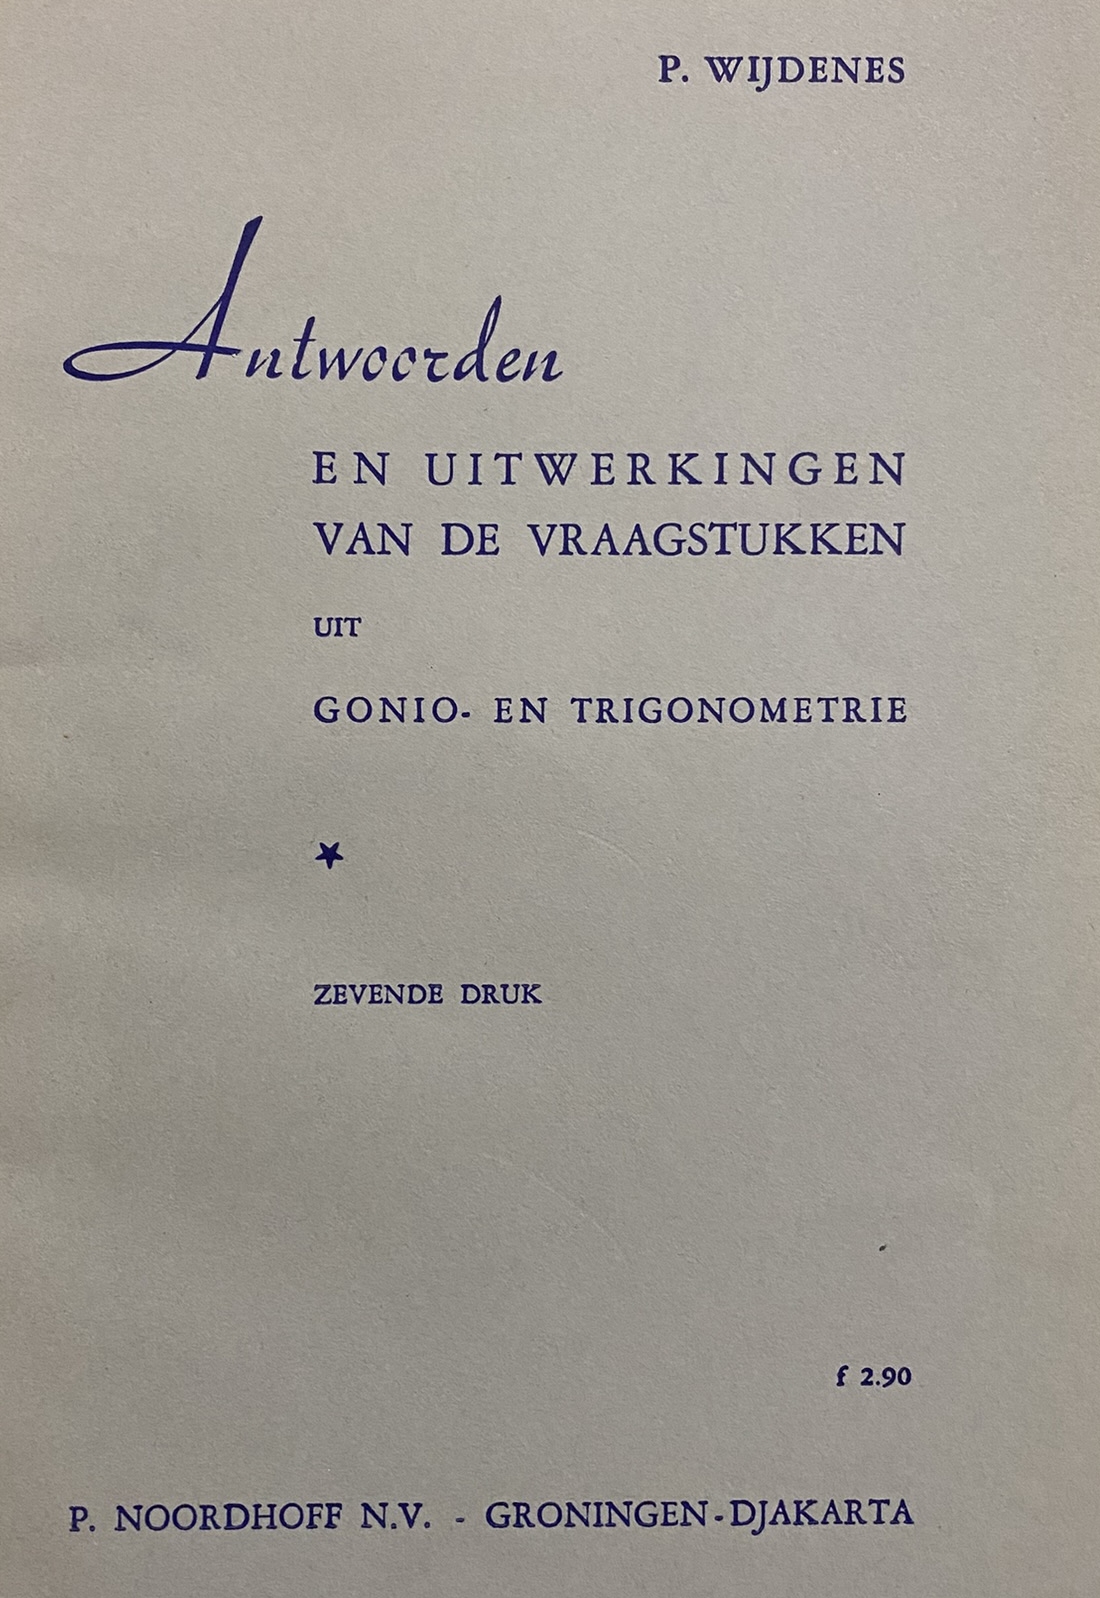 P. WIJDENES
Antwoorden
EN UITWERKINGEN
VAN DE VRAAGSTUKKEN
UIT
GONIO- EN TRIGONOMETRIE
ZEVENDE DRUK
f 2.90
P. NOORDHOFF N.V. - GRONINGEN-DJAKARTA